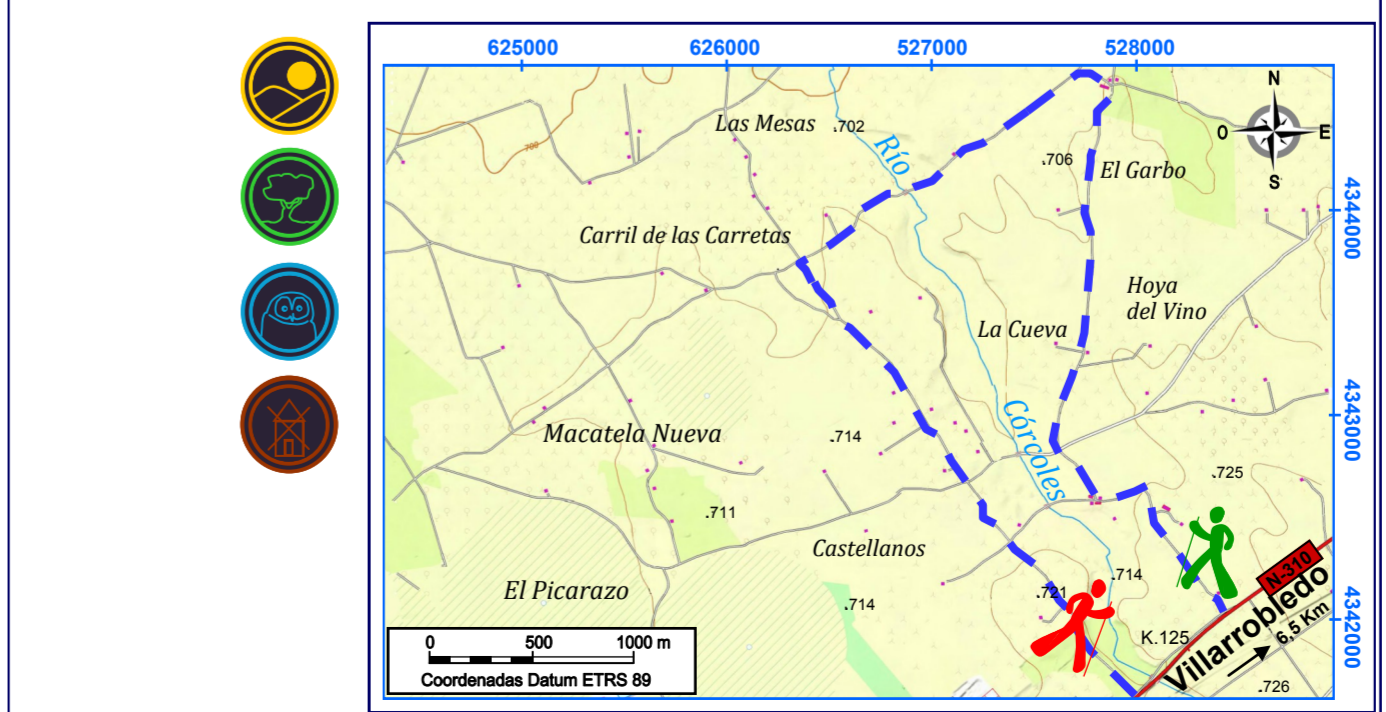 625000 626000 527000 528000
N
O E
S
Las Mesas
.702
Río
.706
El Garbo
700
4344000
Carril de las Carretas
Hoya
del Vino
La Cueva
4343000
Córcoles
Macatela Nueva
.714
.725
.711
Castellanos
El Picarazo
.714
.721
.714
N-310
K.125
Villarrobledo
6,5 Km
4342000
.726
0 500 1000 m
Coordenadas Datum ETRS 89